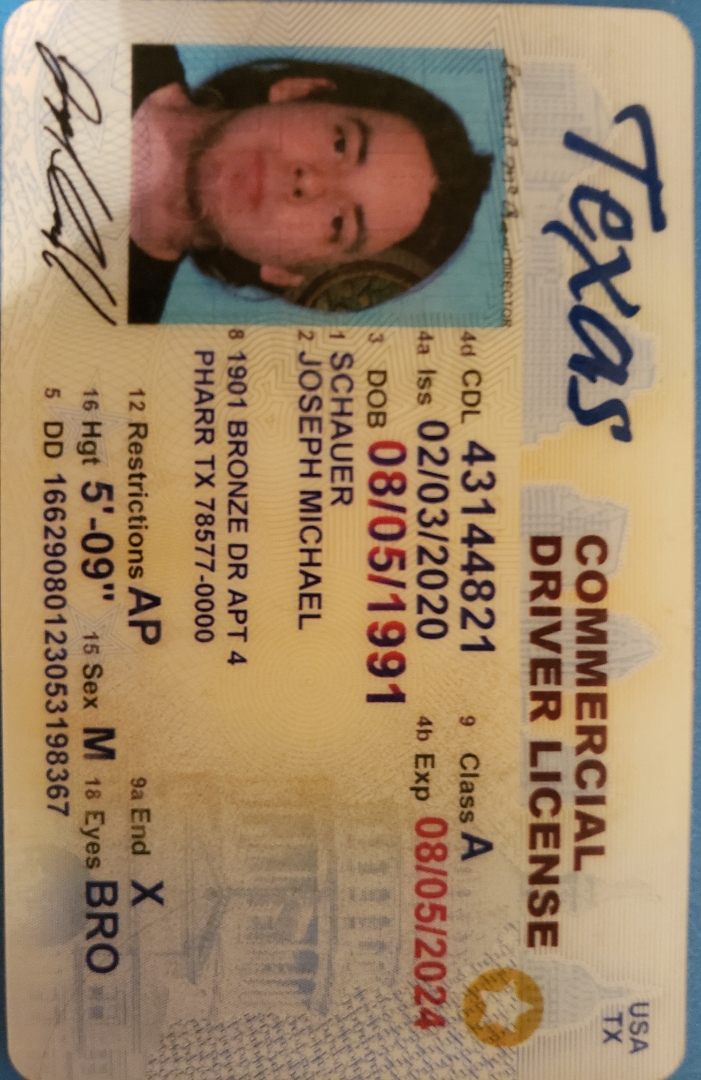 Texas
USA
TX
COMMERCIAL
DRIVER LICENSE
4d CDL 43144821 9 Class A
4a Iss 02/03/2020 4b Exp 08/05/2024
3 DOB 08/05/1991
1 SCHAUER
2 JOSEPH MICHAEL
8 1901 BRONZE DR APT 4
PHARR TX 78577-0000
12 Restrictions AP 9a End X
16 Hgt 5'-09" 15 Sex M 18 Eyes BRO
5 DD 16629080123053198367
DIRECTOR